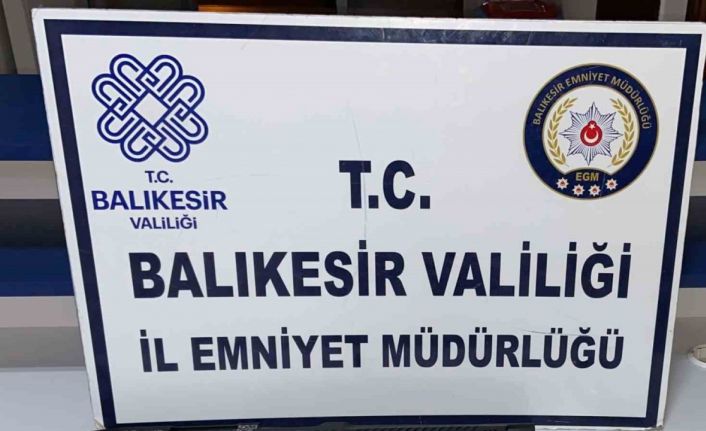 T.C.
BALIKESİR
VALİLİĞİ
BALIKESİR EMNİYET MÜDÜRLÜĞÜ
EGM
T.C.
BALIKESİR VALİLİĞİ
İL EMNİYET MÜDÜRLÜĞÜ